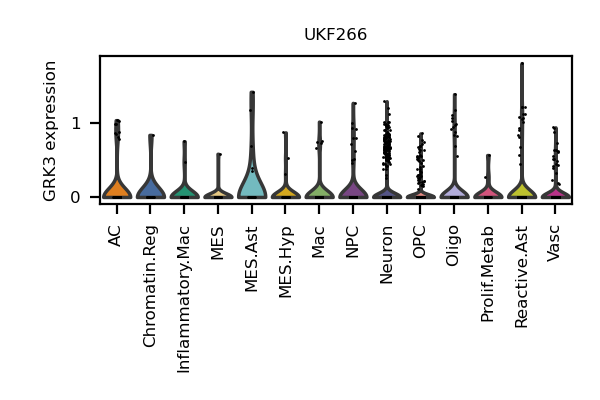 UKF266
GRK3 expression
1
0
AC
Chromatin.Reg
Inflammatory.Mac
MES
MES.Ast
MES.Hyp
Mac
NPC
Neuron
OPC
Oligo
Prolif.Metab
Reactive.Ast
Vasc